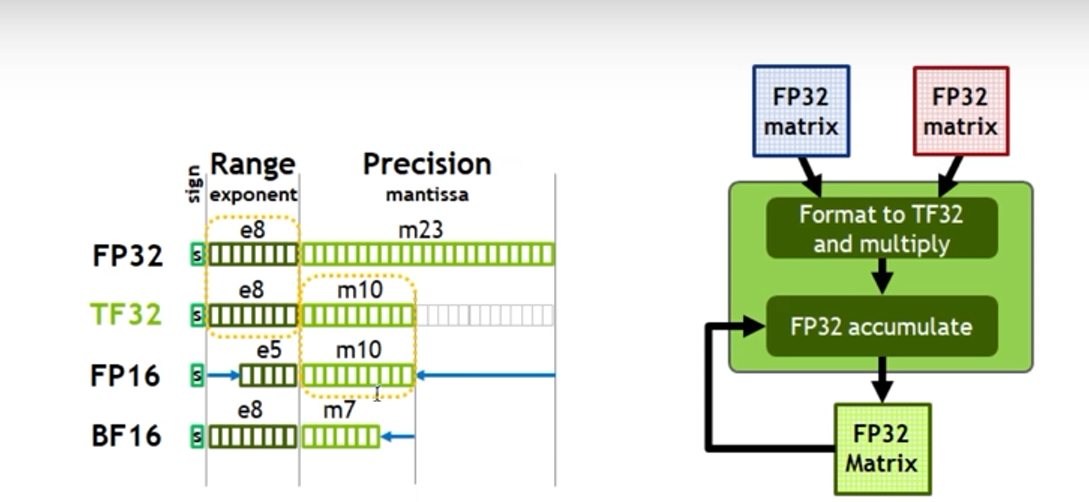 Range
Precision
sign
exponent
mantissa
e8
m23
FP32
s
e8
m10
TF32
s
e5
m10
FP16
s
e8
m7
BF16
s
FP32
matrix
FP32
matrix
Format to TF32
and multiply
FP32 accumulate
FP32
Matrix